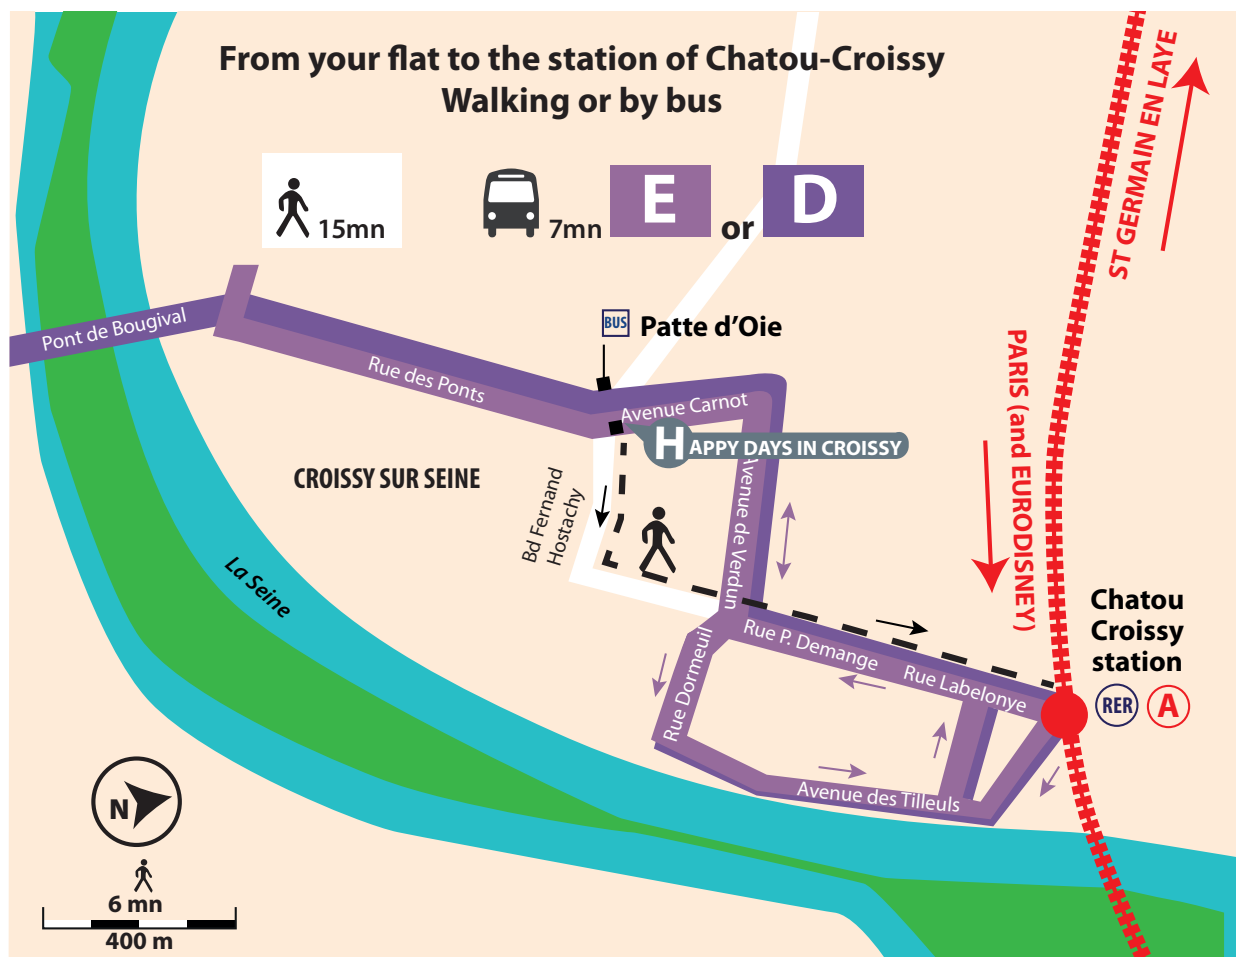 From your flat to the station of Chatou-Croissy
Walking or by bus
15mn
7mn
E
or
D
ST GERMAIN EN LAYE
Pont de Bougival
BUS
Patte d’Oie
Rue des Ponts
Avenue Carnot
HAPPY DAYS IN CROISSY
PARIS (and EURODISNEY)
CROISSY SUR SEINE
Bd Fernand
Hostachy
Avenue de Verdun
La Seine
Chatou
Croissy
station
RER
A
Rue P. Demange
Rue Labelonye
Rue Dormeuil
Avenue des Tilleuls
N
6 mn
400 m